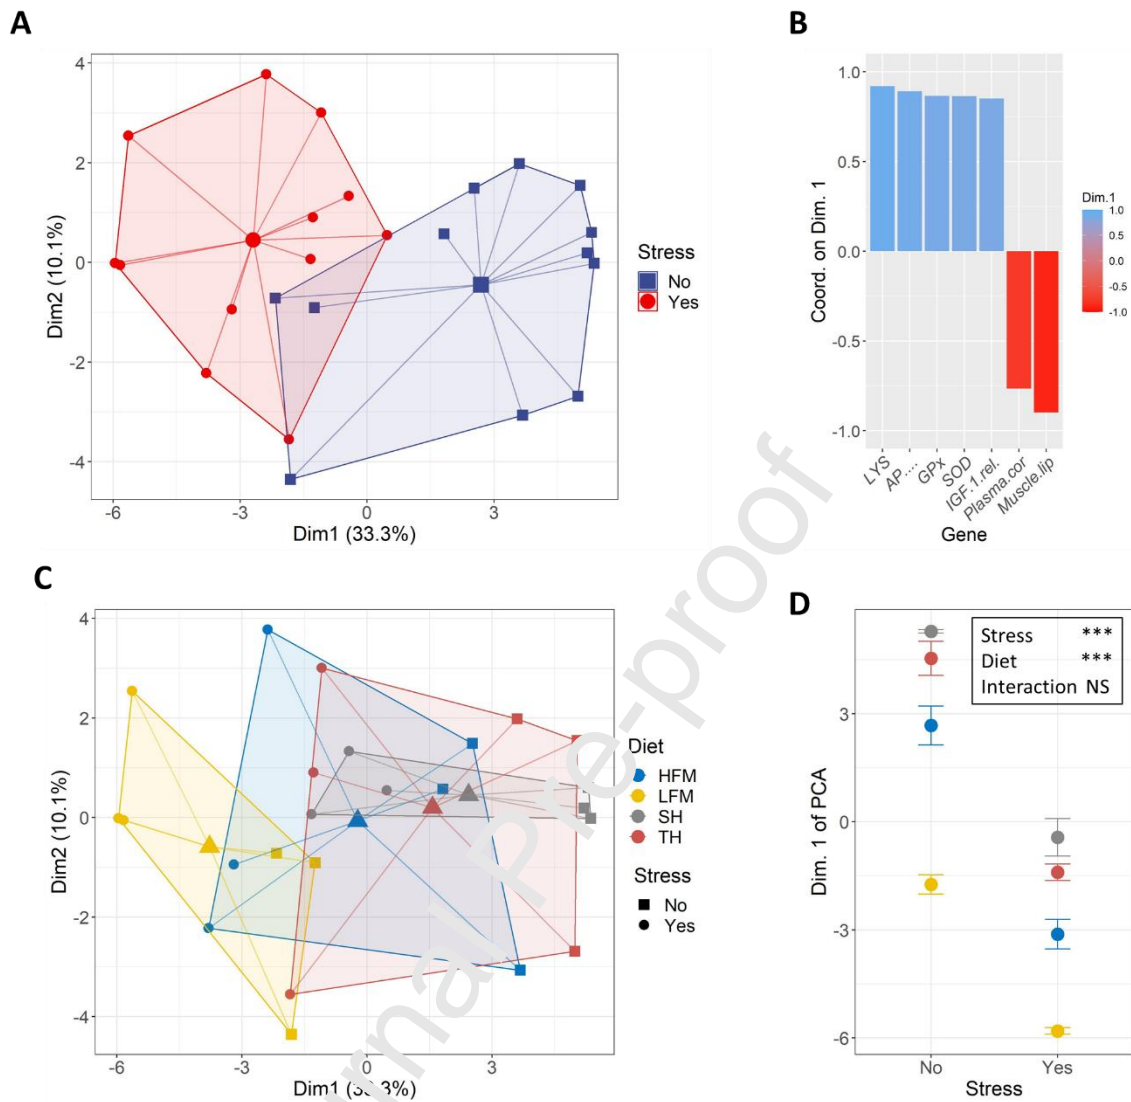 A
4
2
0
-2
-4
Dim2 (10.1%)
-6
-3
0
3
Dim1 (33.3%)
Stress
No
Yes
B
1.0
0.5
0.0
-0.5
-1.0
Coord. on Dim. 1
LYS
AP....
GPx
SOD
IGF.1.rel.
Plasma.cor
Muscle.lip
Gene
Dim.1
1.0
0.5
0.0
-0.5
-1.0
C
4
2
0
-2
-4
Dim2 (10.1%)
-6
-3
0
3
Dim1 (33.3%)
Diet
HFM
LFM
SH
TH
Stress
No
Yes
D
3
0
-3
-6
Dim. 1 of PCA
Stress ***
Diet ***
Interaction NS
No
Yes
Stress
Pre-proof